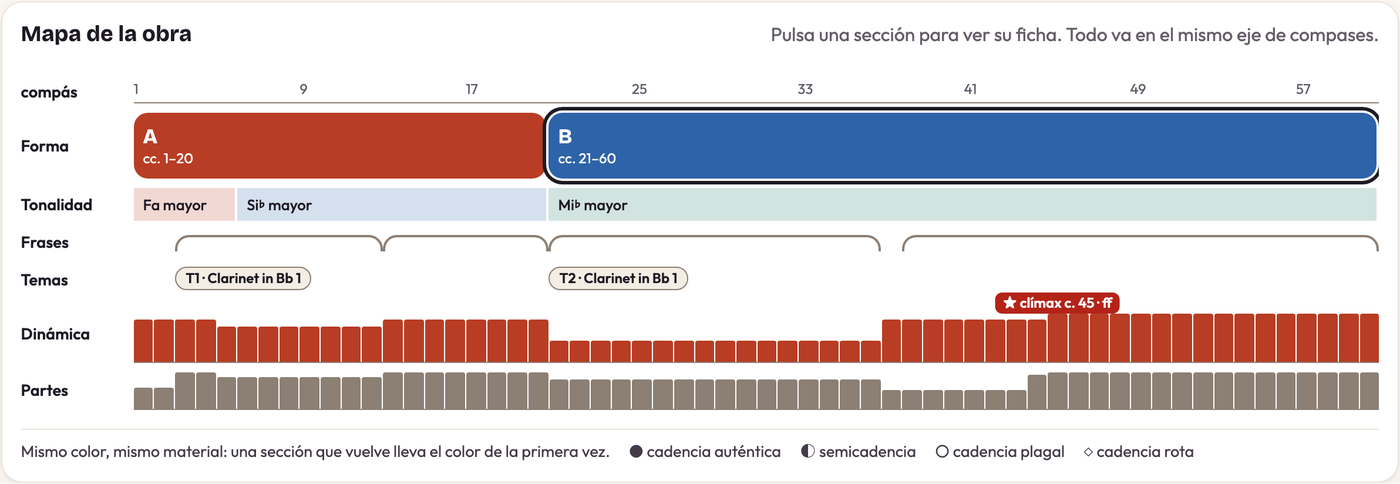 Mapa de la obra
Pulsa una sección para ver su ficha. Todo va en el mismo eje de compases.
compás 1 9 17 25 33 41 49 57
Forma
A
cc. 1–20
B
cc. 21–60
Tonalidad Fa mayor Si♭ mayor Mi♭ mayor
Frases
Temas T1 · Clarinet in Bb 1 T2 · Clarinet in Bb 1
★ clímax c. 45 · ff
Dinámica
Partes
Mismo color, mismo material: una sección que vuelve lleva el color de la primera vez. cadencia auténtica semicadencia cadencia plagal cadencia rota